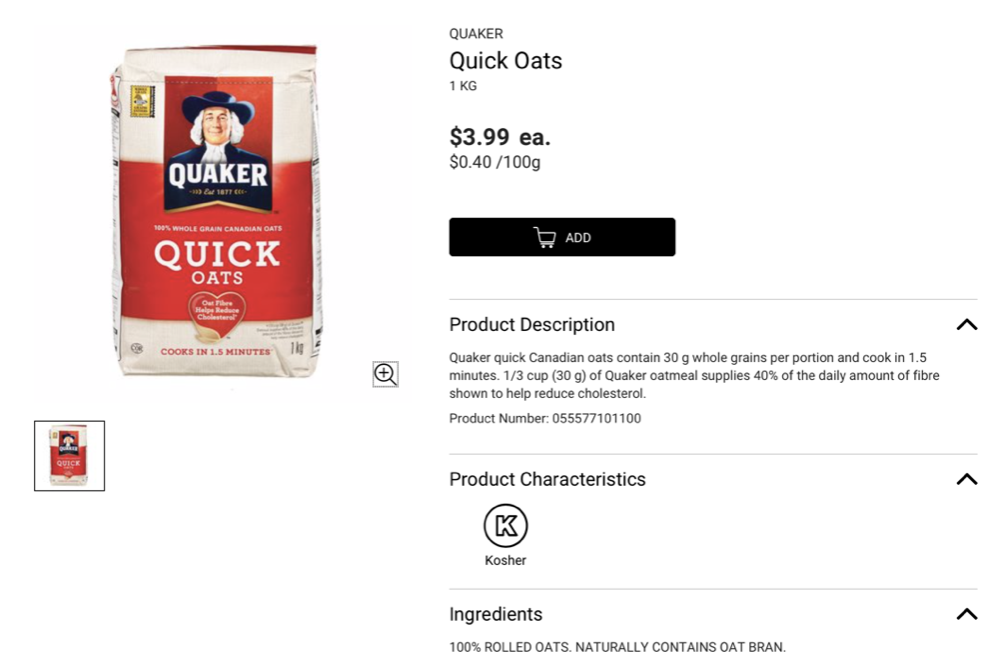 QUAKER
Quick Oats
1 KG
$3.99 ea.
$0.40 /100g
ADD
QUAKER
Est 1877
100% WHOLE GRAIN CANADIAN OATS
QUICK
OATS
Oat Fibre
Helps Reduce
Cholesterol
COOKS IN 1.5 MINUTES
1 kg
COR
QUAKER
QUICK
OATS
Product Description
Quaker quick Canadian oats contain 30 g whole grains per portion and cook in 1.5
minutes. 1/3 cup (30 g) of Quaker oatmeal supplies 40% of the daily amount of fibre
shown to help reduce cholesterol.
Product Number: 055577101100
Product Characteristics
K
Kosher
Ingredients
100% ROLLED OATS. NATURALLY CONTAINS OAT BRAN.